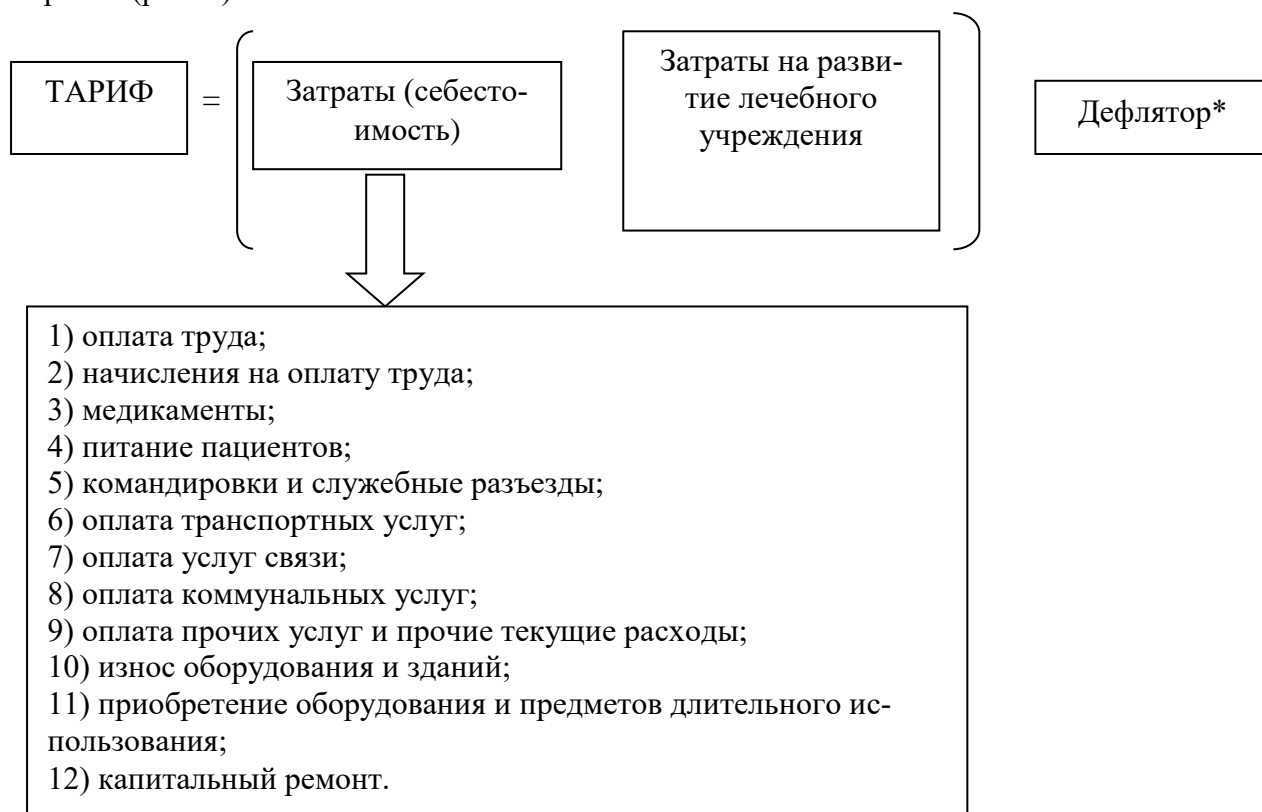 ТАРИФ
=
Затраты (себесто-
имость)
Затраты на разви-
тие лечебного
учреждения
Дефлятор*
1) оплата труда;
2) начисления на оплату труда;
3) медикаменты;
4) питание пациентов;
5) командировки и служебные разъезды;
6) оплата транспортных услуг;
7) оплата услуг связи;
8) оплата коммунальных услуг;
9) оплата прочих услуг и прочие текущие расходы;
10) износ оборудования и зданий;
11) приобретение оборудования и предметов длительного ис-
пользования;
12) капитальный ремонт.